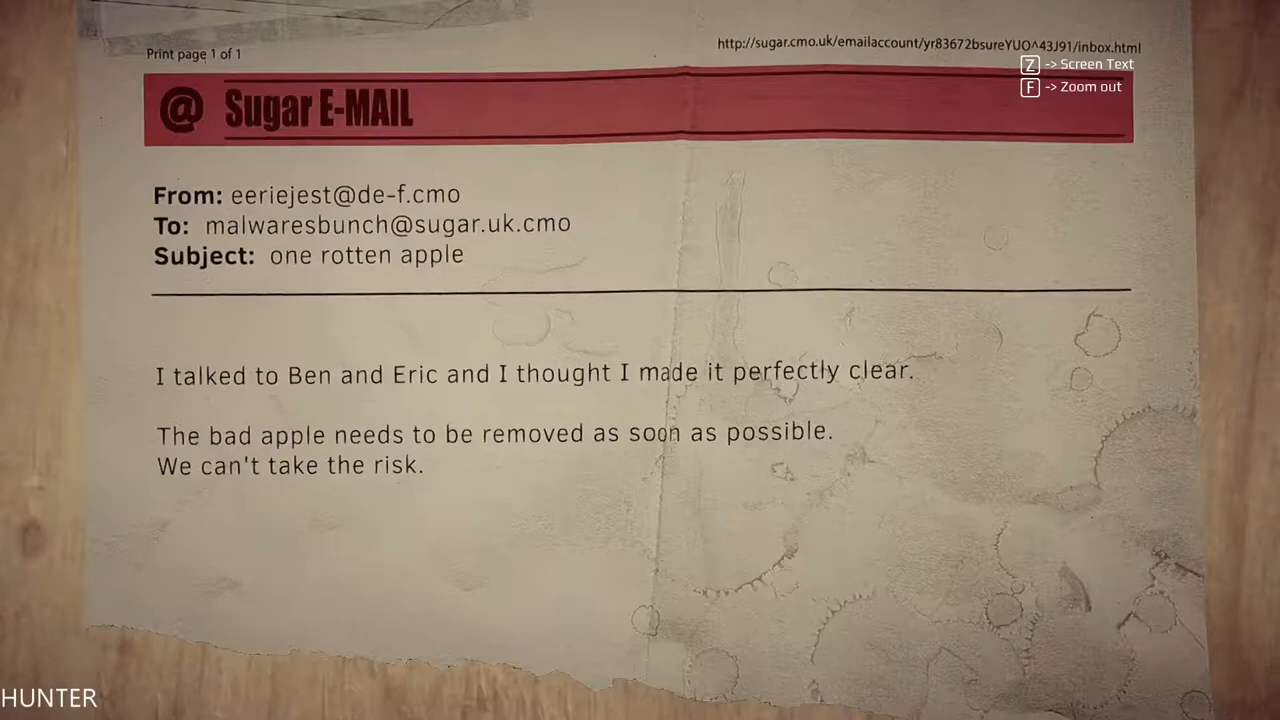 Print page 1 of 1
http://sugar.cmo.uk/emailaccount/yr83672bsureYUO^43J91/inbox.html
Z -> Screen Text
F -> Zoom out
@ Sugar E-MAIL
From: eeriejest@de-f.cmo
To: malwaresbunch@sugar.uk.cmo
Subject: one rotten apple
I talked to Ben and Eric and I thought I made it perfectly clear.
The bad apple needs to be removed as soon as possible.
We can't take the risk.
HUNTER